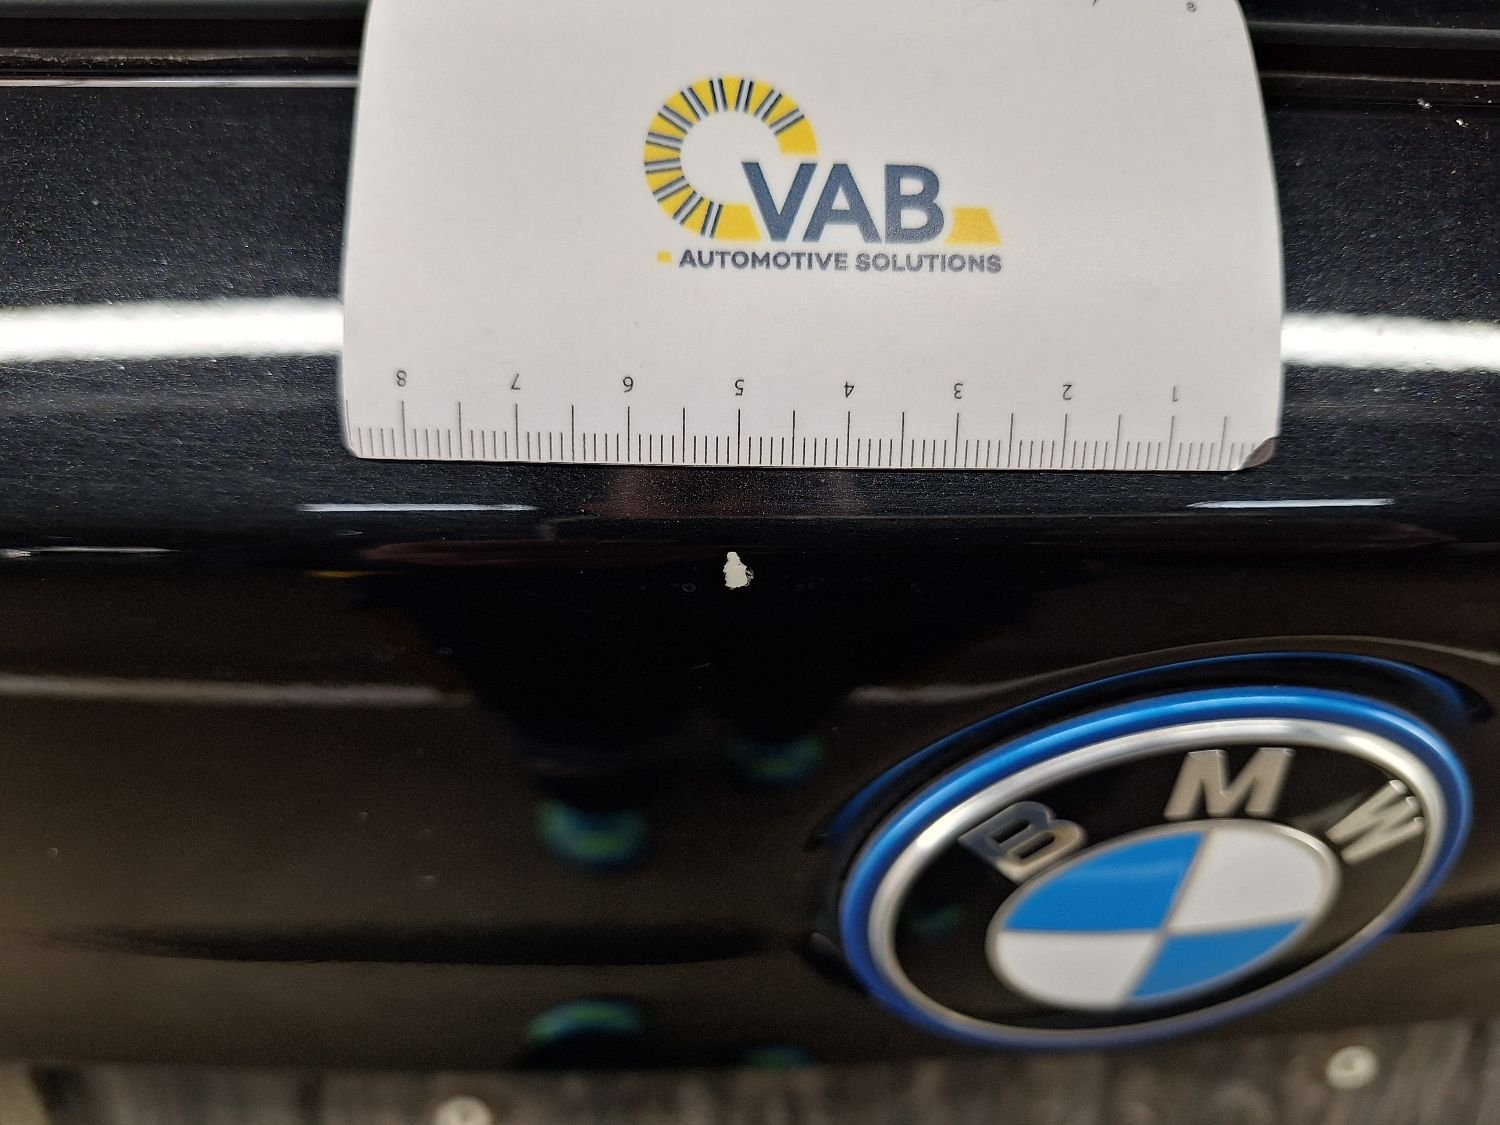 VAB
AUTOMOTIVE SOLUTIONS
8 7 6 5 4 3 2 1
BMW